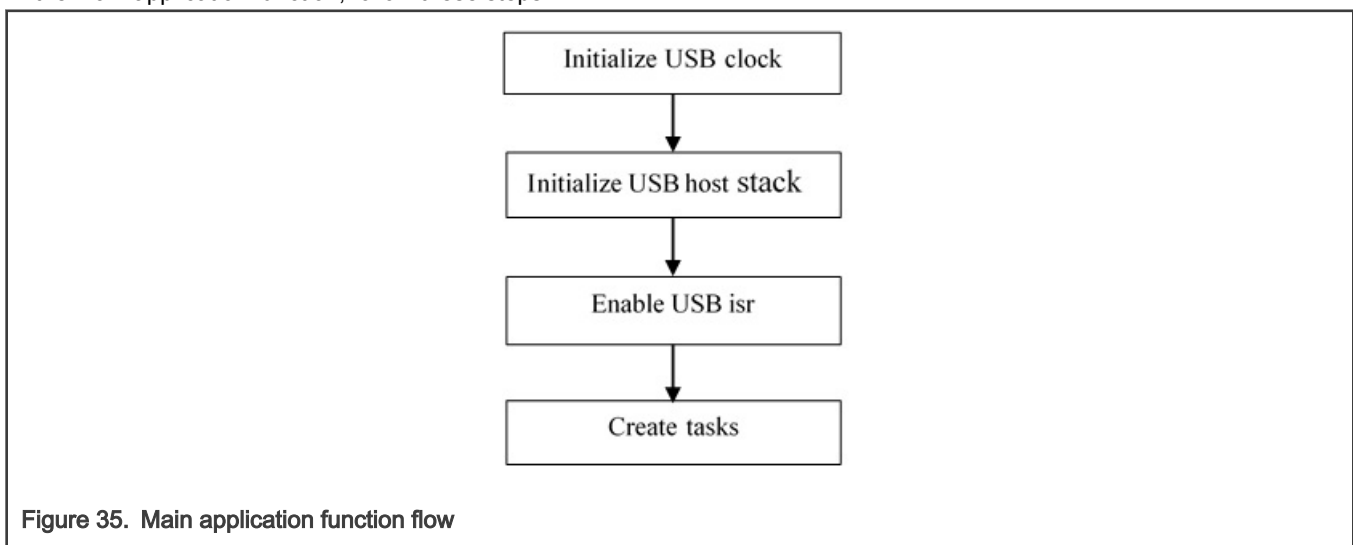 Initialize USB clock
Initialize USB host stack
Enable USB isr
Create tasks
Figure 35. Main application function flow